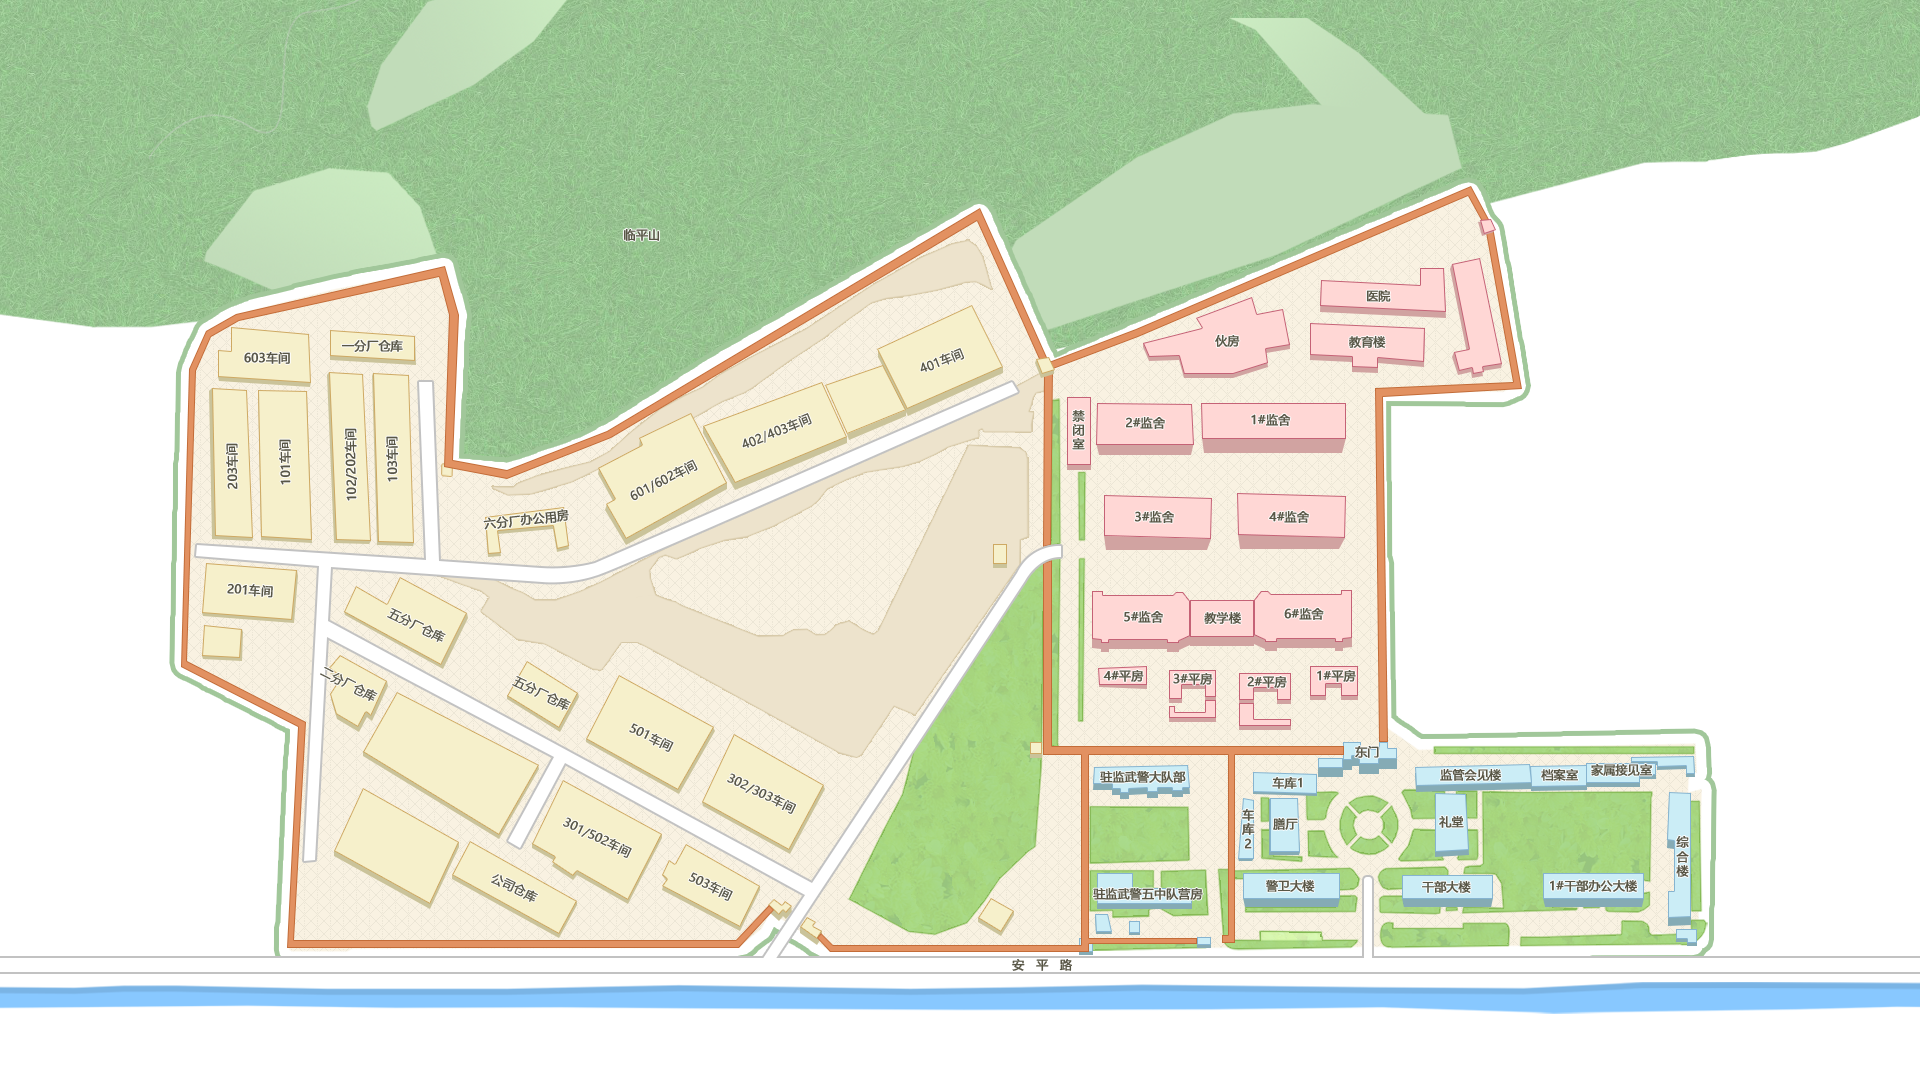 临平山
603车间
一分厂仓库
203车间
101车间
102/202车间
103车间
401车间
402/403车间
601/602车间
六分厂办公用房
201车间
五分厂仓库
二分厂仓库
五分厂仓库
501车间
302/303车间
301/502车间
503车间
公司仓库
医院
伙房
教育楼
禁闭室
2#监舍
1#监舍
3#监舍
4#监舍
5#监舍
教学楼
6#监舍
4#平房
3#平房
2#平房
1#平房
东门
驻监武警大队部
车库1
监管会见楼
档案室
家属接见室
车库2
膳厅
礼堂
综合楼
驻监武警五中队营房
警卫大楼
干部大楼
1#干部办公大楼
安平路